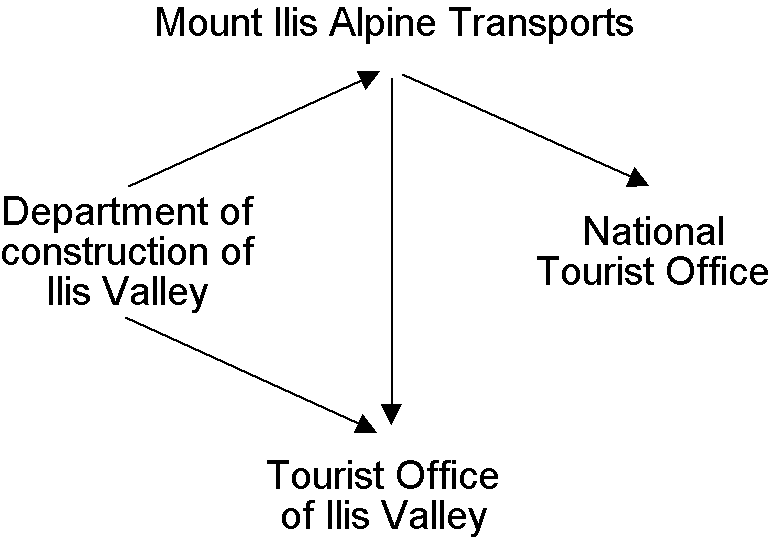 Mount Ilis Alpine Transports
Department of
construction of
Ilis Valley
National
Tourist Office
Tourist Office
of Ilis Valley